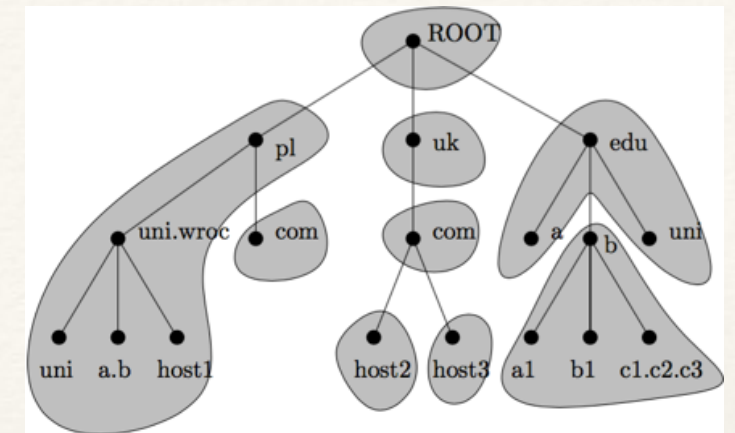 ROOT
pl uk edu
uni.wroc com com a b uni
uni a.b host1 host2 host3 a1 b1 c1.c2.c3